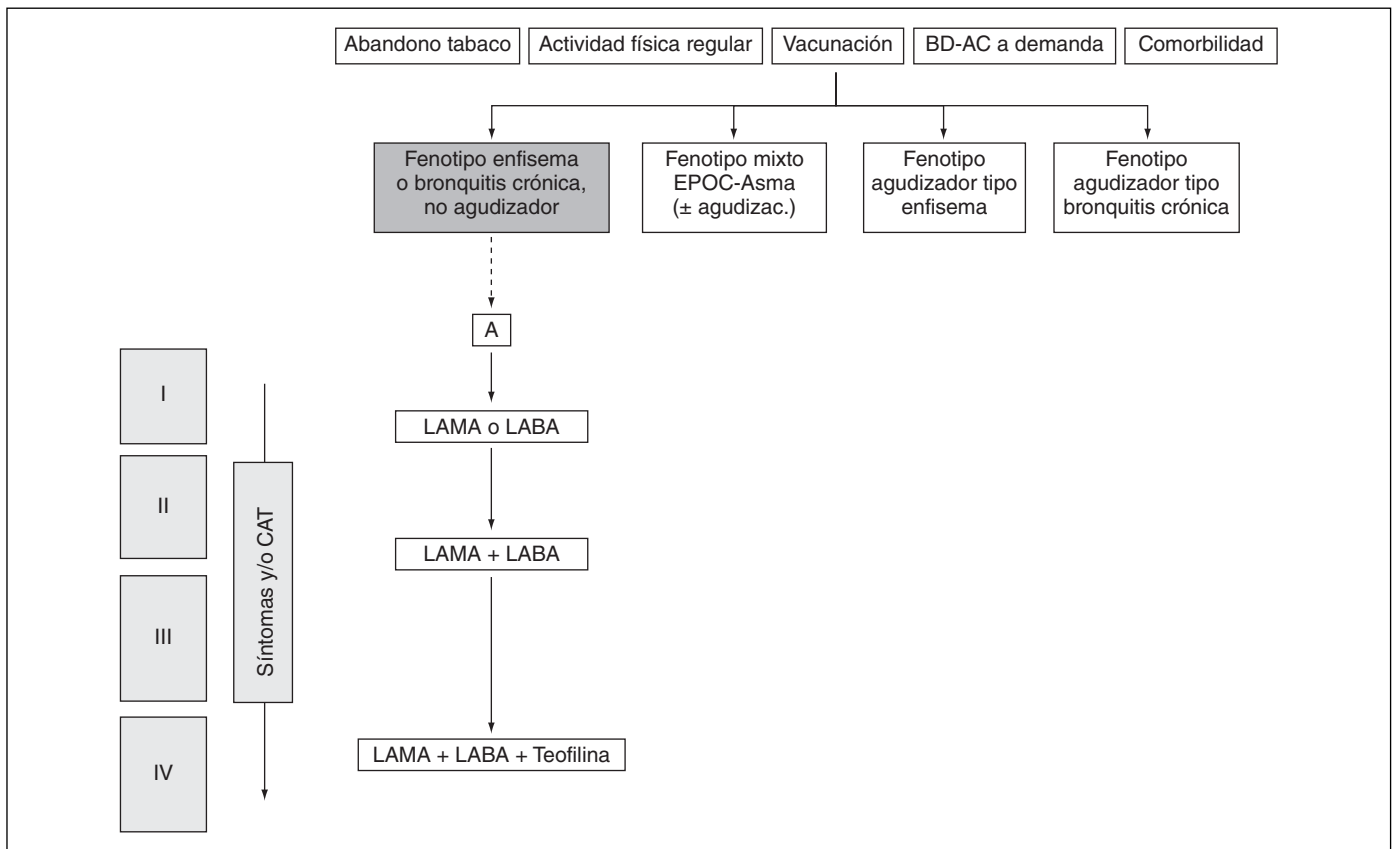 Abandono tabaco
Actividad física regular
Vacunación
BD-AC a demanda
Comorbilidad
Fenotipo enfisema
o bronquitis crónica,
no agudizador
Fenotipo mixto
EPOC-Asma
(± agudizac.)
Fenotipo
agudizador tipo
enfisema
Fenotipo
agudizador tipo
bronquitis crónica
A
I
LAMA o LABA
II
Síntomas y/o CAT
LAMA + LABA
III
LAMA + LABA + Teofilina
IV